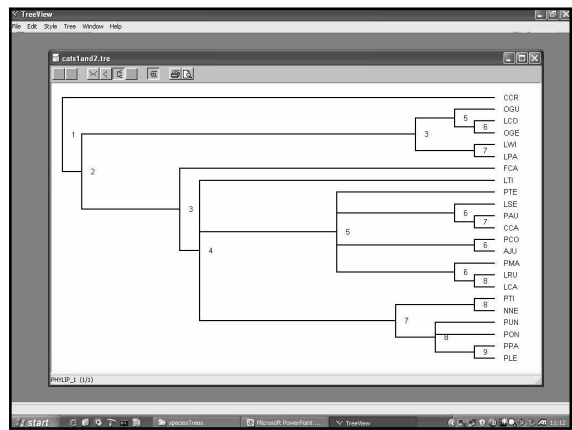 TreeView
File Edit Style Tree Window Help
cats1and2.tre
CCR
OGU
5
LCO
1
3
6
OGE
LWI
7
LPA
2
FCA
LTI
3
PTE
LSE
6
PAU
7
CCA
5
PCO
4
6
AJU
PMA
6
LRU
8
LCA
PTI
8
NNE
7
PUN
8
PON
PPA
9
PLE
PHYLIP_1 (1/1)
start speciesTrees Microsoft PowerPoint ... TreeView 11:12